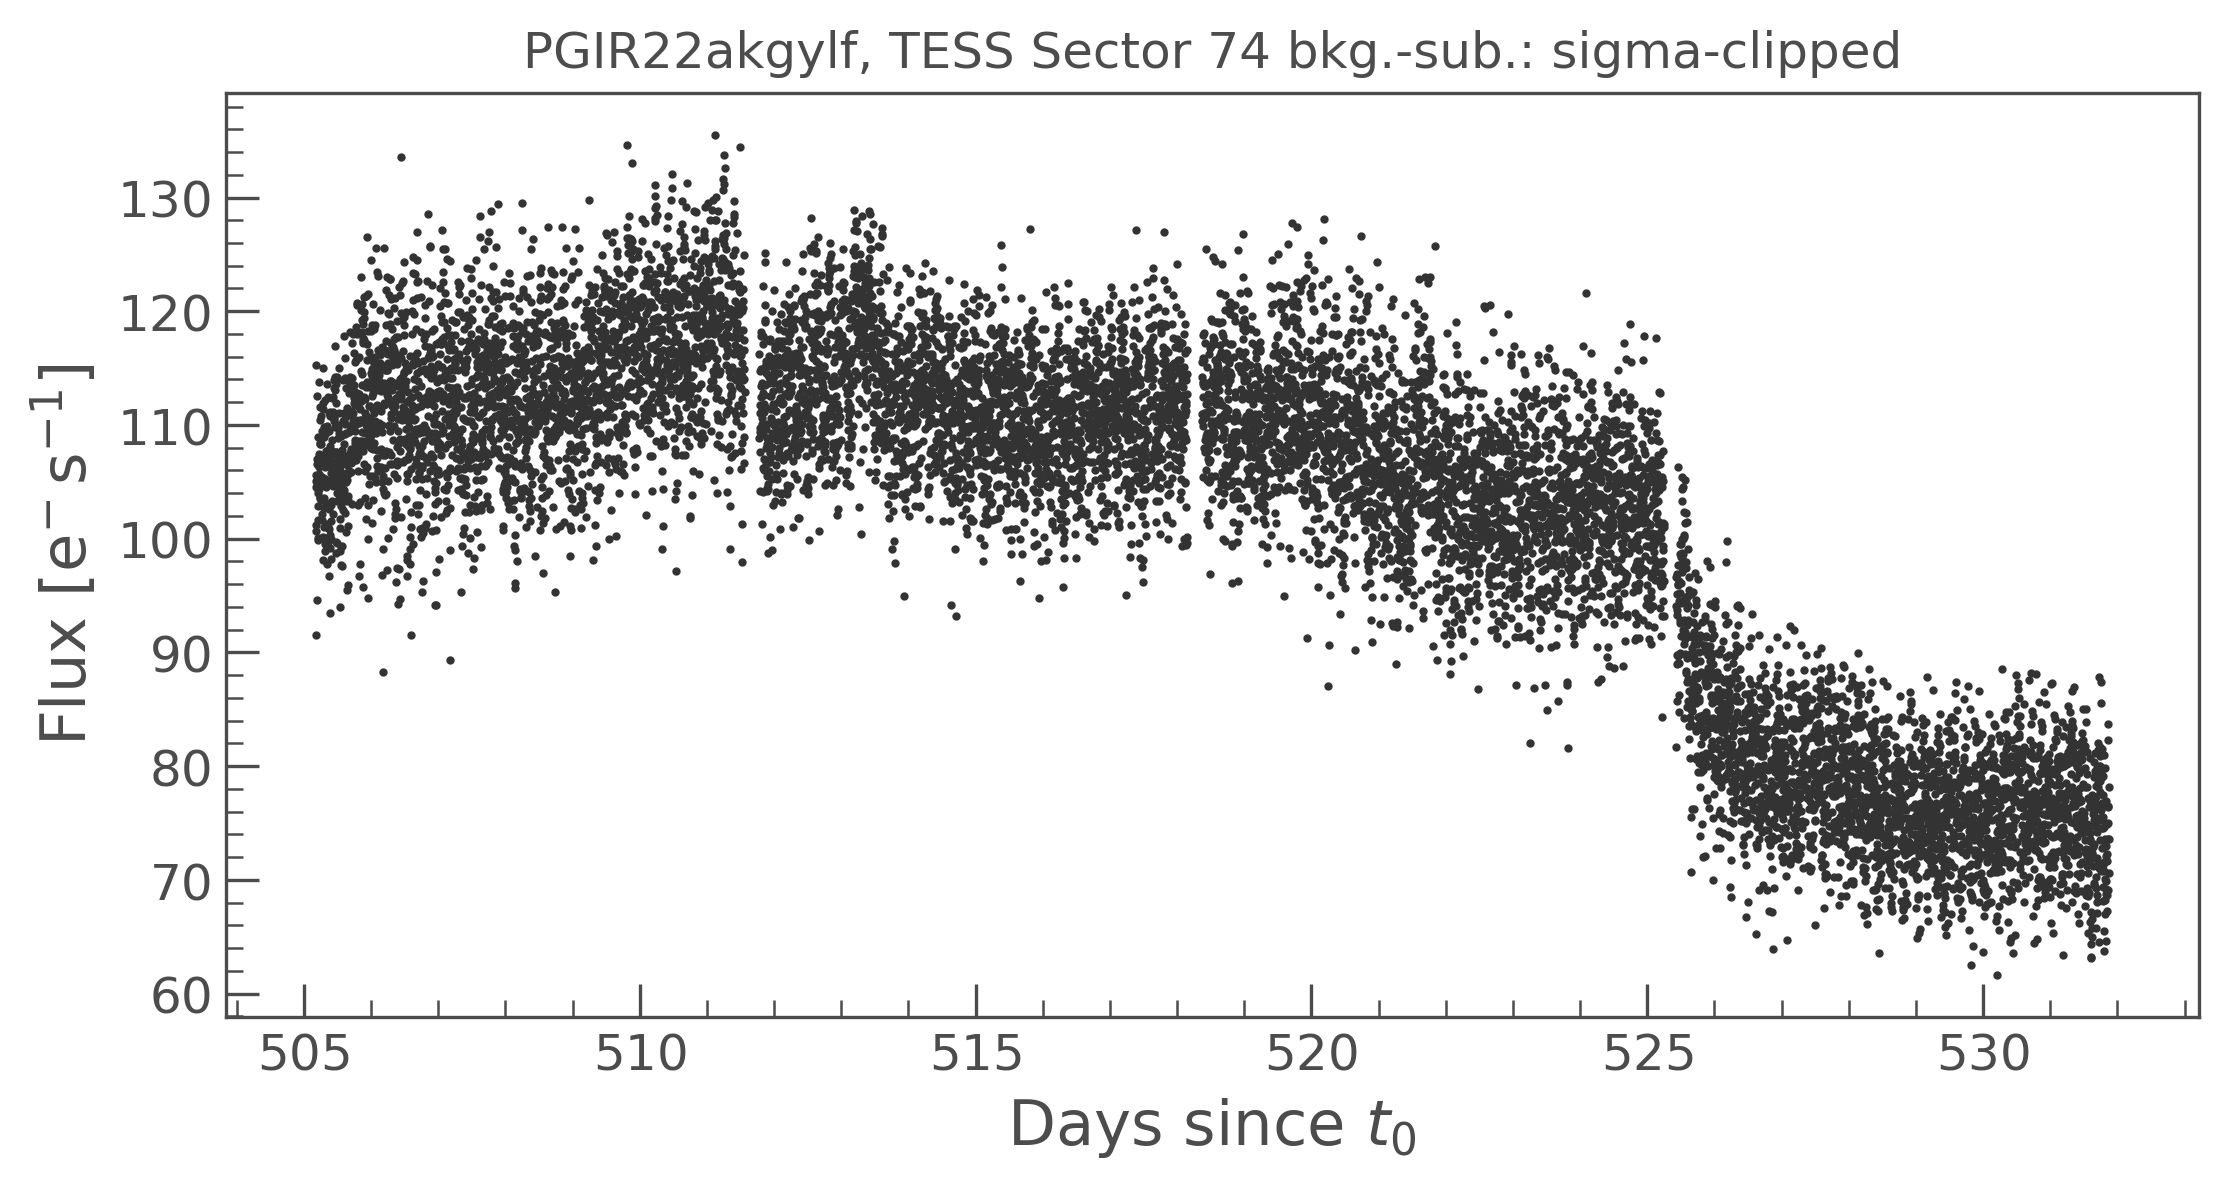 PGIR22akgylf, TESS Sector 74 bkg.-sub.: sigma-clipped
Flux [e⁻ s⁻¹]
130
120
110
100
90
80
70
60
505 510 515 520 525 530
Days since t₀